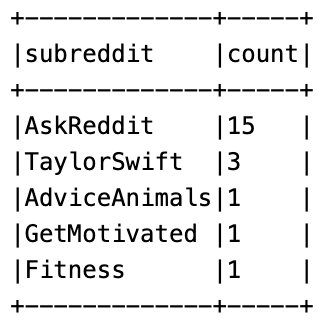 +-------------+-----+
|subreddit    |count|
+-------------+-----+
|AskReddit    |15   |
|TaylorSwift  |3    |
|AdviceAnimals|1    |
|GetMotivated |1    |
|Fitness      |1    |
+-------------+-----+